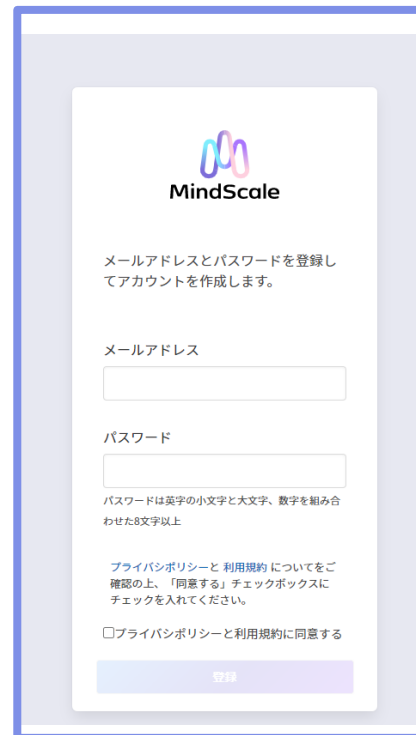 MindScale
メールアドレスとパスワードを登録し
てアカウントを作成します。
メールアドレス
パスワード
パスワードは英字の小文字と大文字、数字を組み合
わせた8文字以上
プライバシポリシーと 利用規約 についてをご
確認の上、「同意する」チェックボックスに
チェックを入れてください。
プライバシポリシーと利用規約に同意する
登録